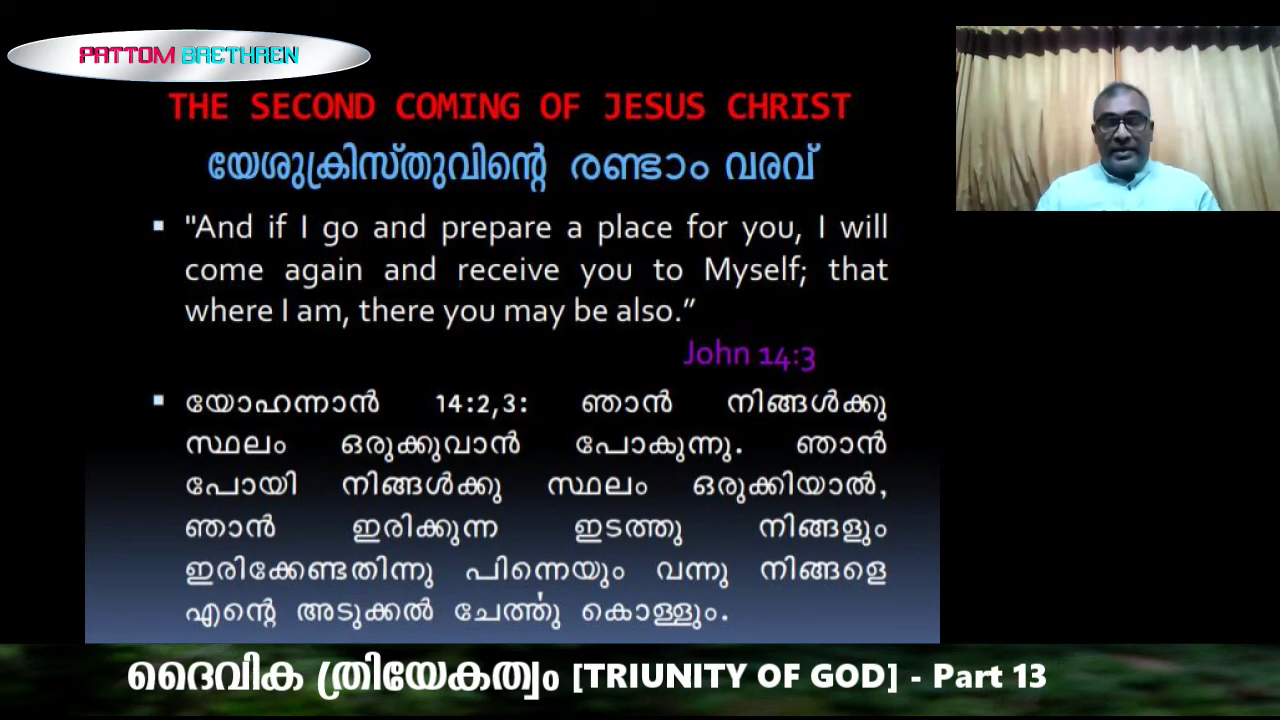 PATTOM BRETHREN
THE SECOND COMING OF JESUS CHRIST
യേശുക്രിസ്തുവിന്റെ രണ്ടാം വരവ്
▪ "And if I go and prepare a place for you, I will
come again and receive you to Myself; that
where I am, there you may be also.”
John 14:3
▪ യോഹന്നാൻ 14:2,3: ഞാൻ നിങ്ങൾക്കു
സ്ഥലം ഒരുക്കുവാൻ പോകുന്നു. ഞാൻ
പോയി നിങ്ങൾക്കു സ്ഥലം ഒരുക്കിയാൽ,
ഞാൻ ഇരിക്കുന്ന ഇടത്തു നിങ്ങളും
ഇരിക്കേണ്ടതിന്നു പിന്നെയും വന്നു നിങ്ങളെ
എന്റെ അടുക്കൽ ചേൎത്തു കൊള്ളും.
ദൈവിക ത്രിയേകത്വം [TRIUNITY OF GOD] - Part 13